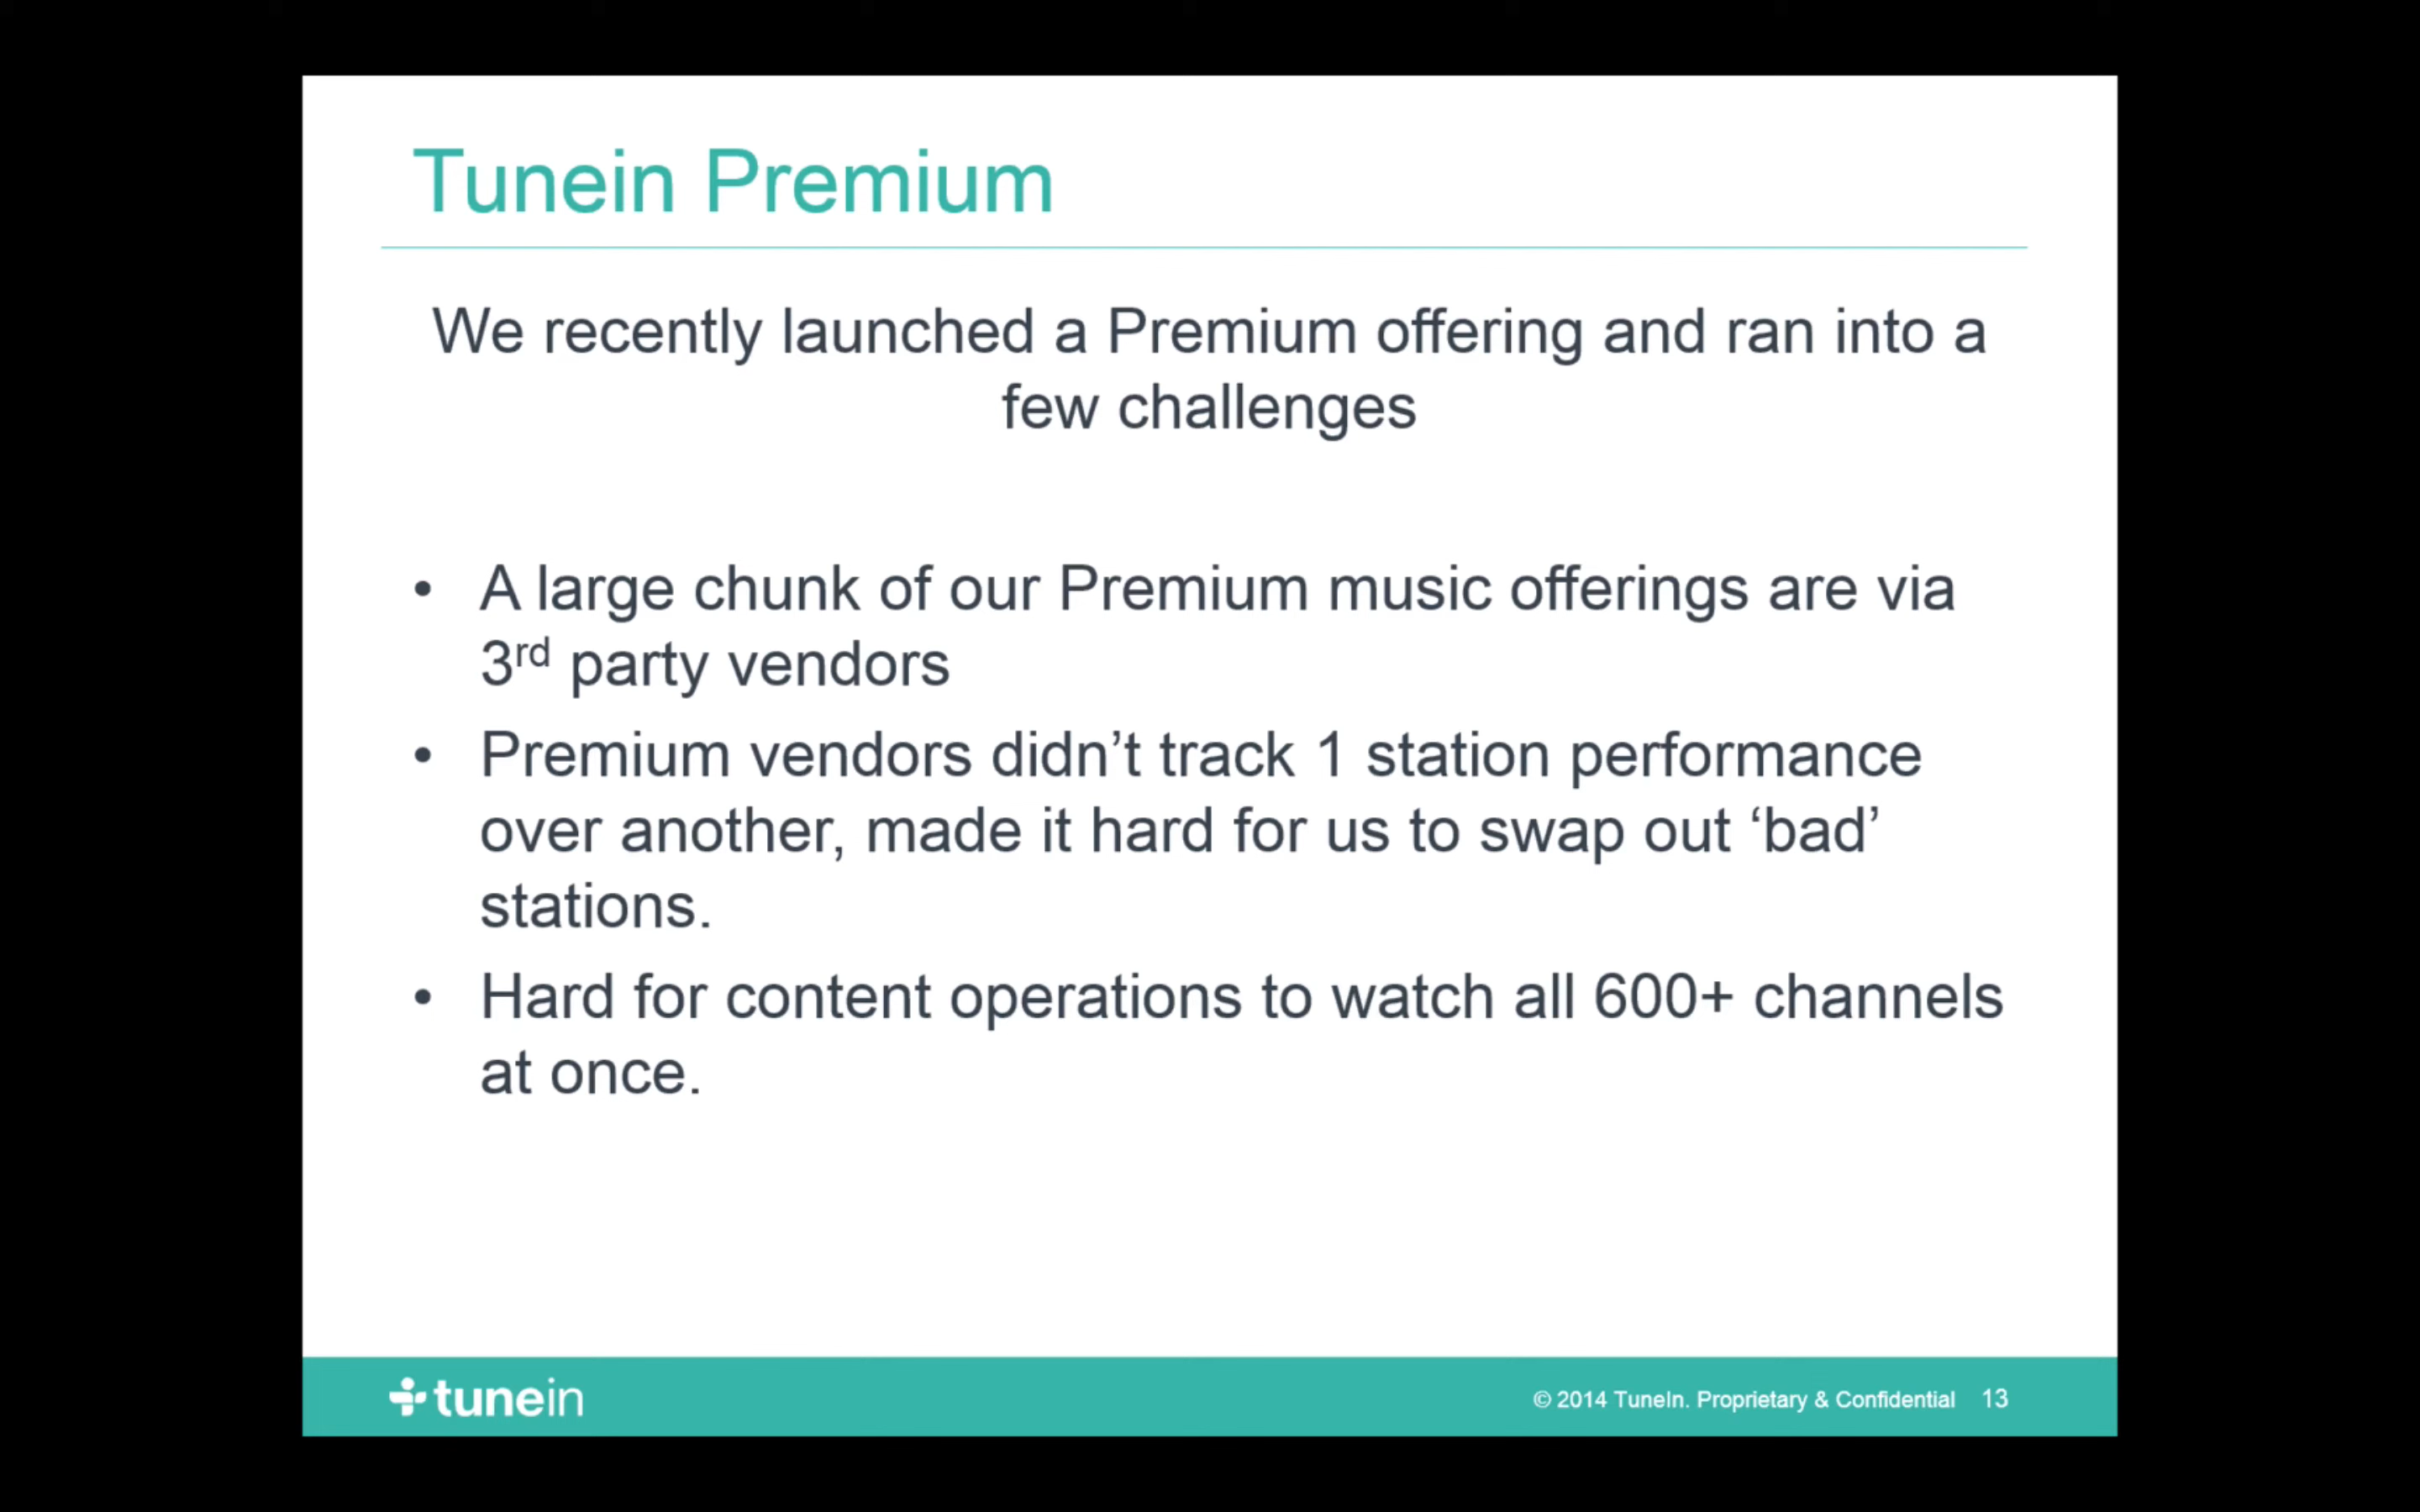 Tunein Premium
We recently launched a Premium offering and ran into a
few challenges
• A large chunk of our Premium music offerings are via
3rd party vendors
• Premium vendors didn’t track 1 station performance
over another, made it hard for us to swap out ‘bad’
stations.
• Hard for content operations to watch all 600+ channels
at once.
tunein
© 2014 TuneIn. Proprietary & Confidential 13